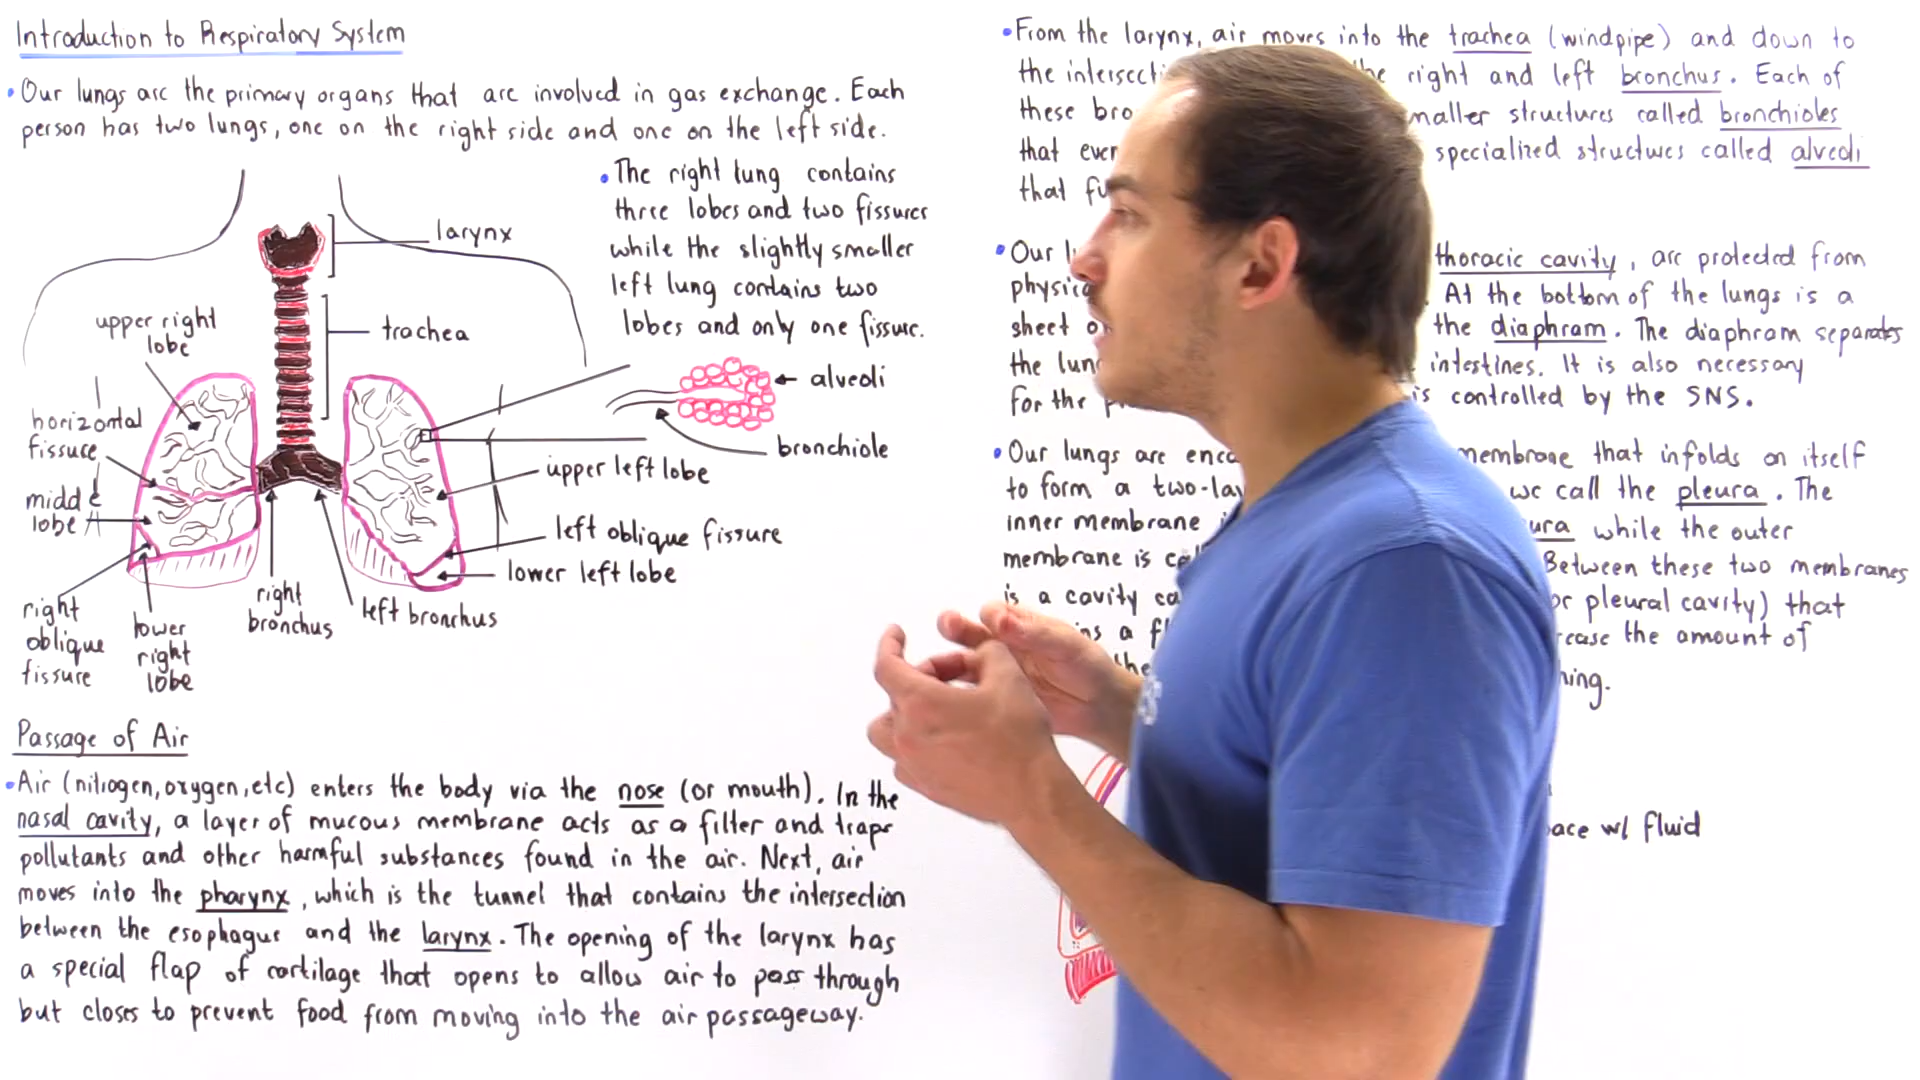 Introduction to Respiratory System
• Our lungs are the primary organs that are involved in gas exchange. Each
person has two lungs, one on the right side and one on the left side.
• The right lung contains
three lobes and two fissures
while the slightly smaller
left lung contains two
lobes and only one fissure.
larynx
trachea
upper right
lobe
horizontal
fissure
middle
lobe
right
oblique
fissure
lower
right
lobe
right
bronchus
left bronchus
alveoli
bronchiole
upper left lobe
left oblique fissure
lower left lobe
Passage of Air
• Air (nitrogen, oxygen, etc) enters the body via the nose (or mouth). In the
nasal cavity, a layer of mucous membrane acts as a filter and traps
pollutants and other harmful substances found in the air. Next, air
moves into the pharynx, which is the tunnel that contains the intersection
between the esophagus and the larynx. The opening of the larynx has
a special flap of cartilage that opens to allow air to pass through
but closes to prevent food from moving into the air passageway.
• From the larynx, air moves into the trachea (windpipe) and down to
the right and left bronchus. Each of
these smaller structures called bronchioles
that specialized structures called alveoli
that
• Our thoracic cavity, are protected from
At the bottom of the lungs is a
sheet the diaphram. The diaphram separates
the intestines. It is also necessary
for the is controlled by the SNS.
• Our lungs are membrane that infolds on itself
to form a two-layer we call the pleura. The
inner membrane while the outer
membrane is Between these two membranes
is a cavity or pleural cavity) that
a the amount of
space w/ fluid